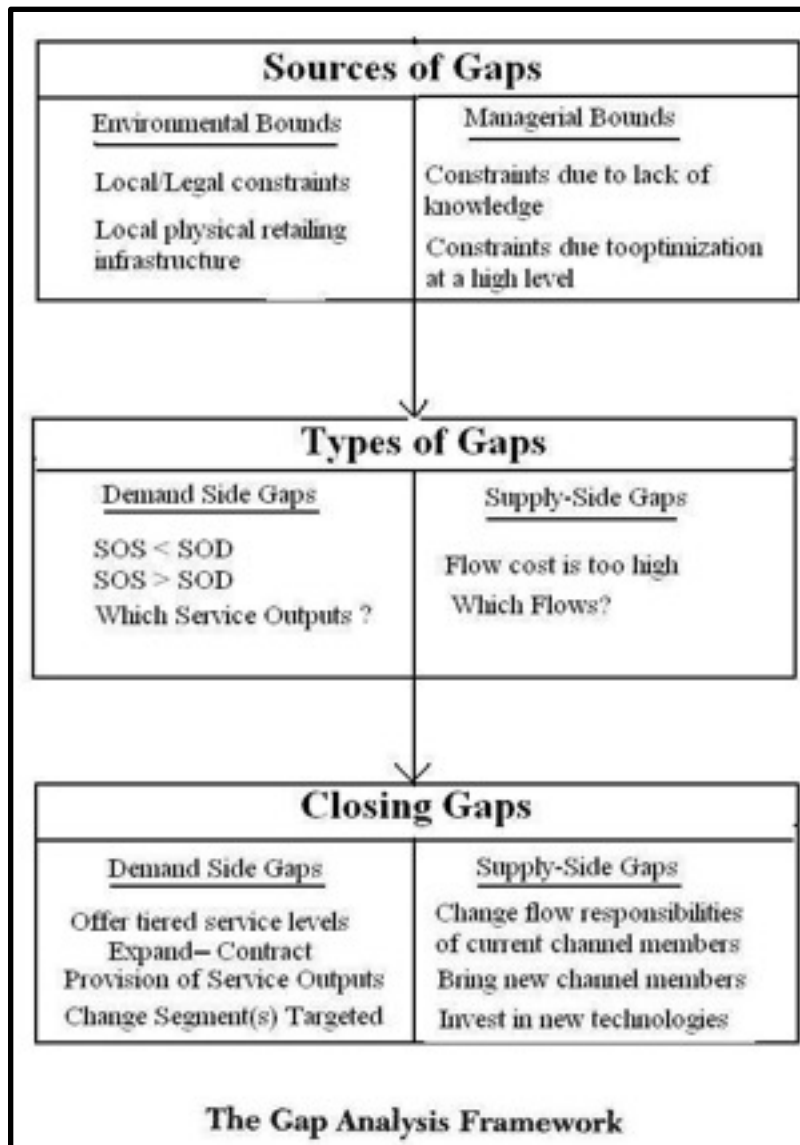 Sources of Gaps
Environmental Bounds
Local/Legal constraints
Local physical retailing
infrastructure
Managerial Bounds
Constraints due to lack of
knowledge
Constraints due tooptimization
at a high level
Types of Gaps
Demand Side Gaps
SOS < SOD
SOS > SOD
Which Service Outputs ?
Supply-Side Gaps
Flow cost is too high
Which Flows?
Closing Gaps
Demand Side Gaps
Offer tiered service levels
Expand– Contract
Provision of Service Outputs
Change Segment(s) Targeted
Supply-Side Gaps
Change flow responsibilities
of current channel members
Bring new channel members
Invest in new technologies
The Gap Analysis Framework